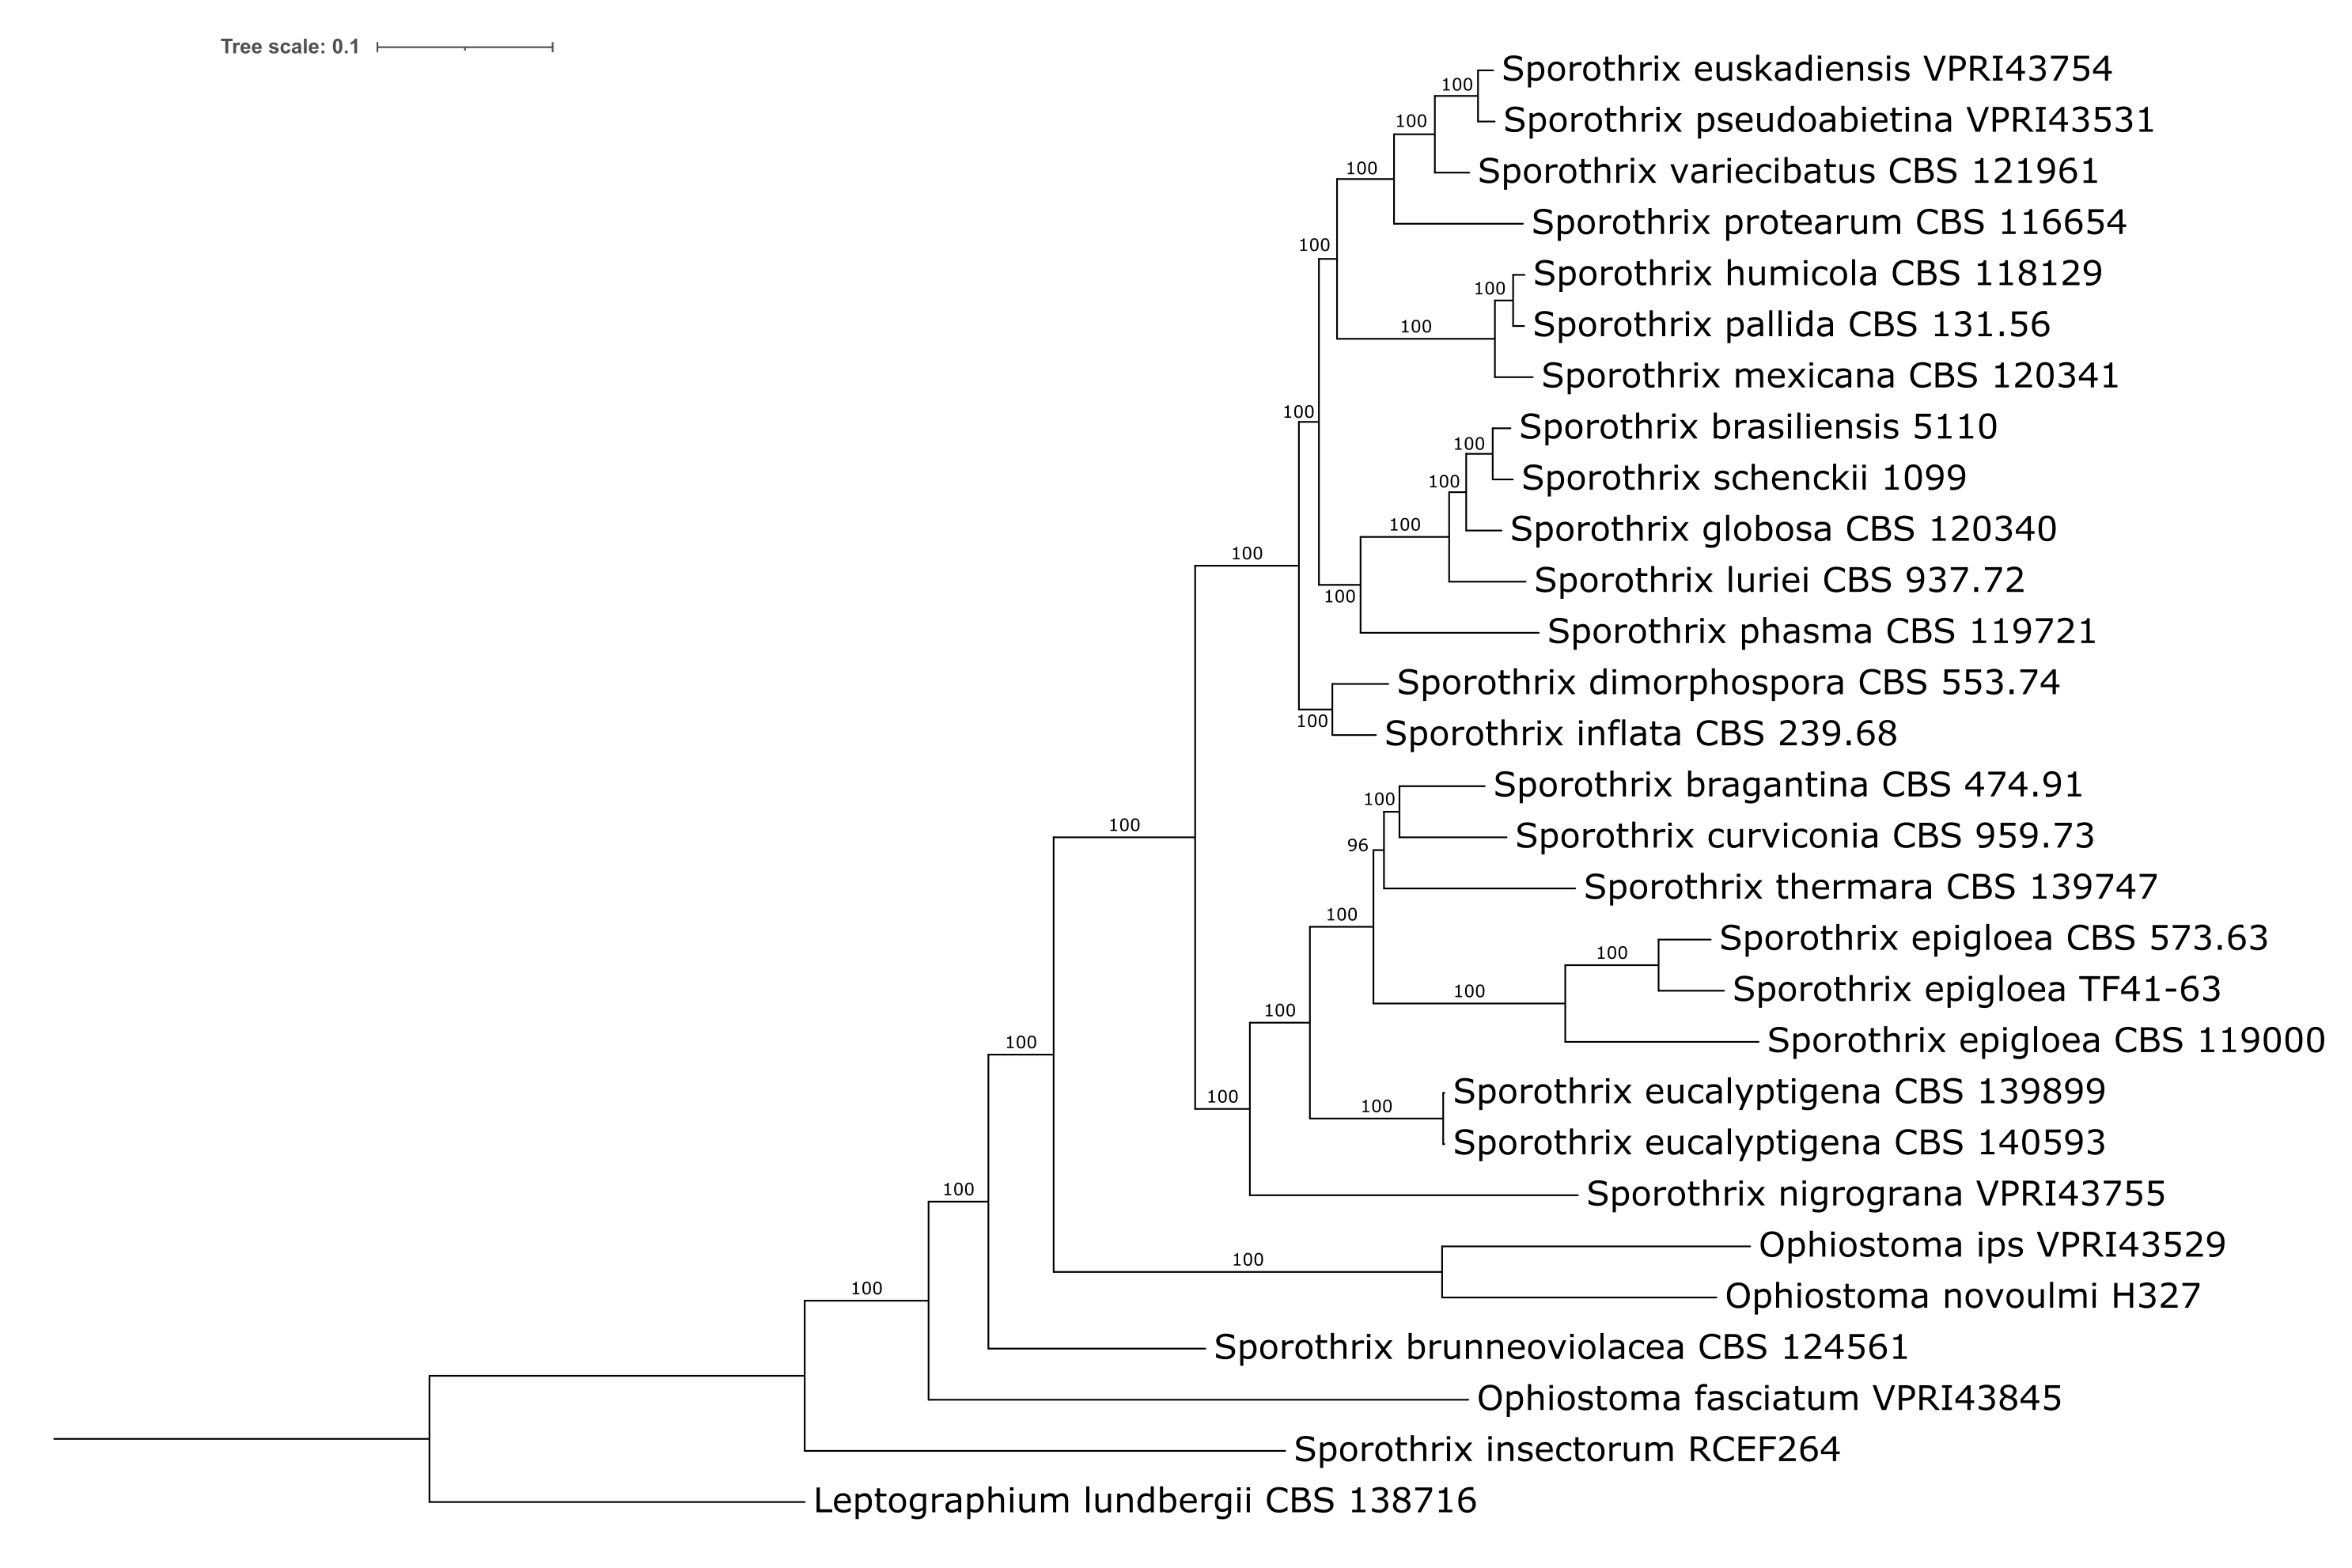 Tree scale: 0.1
Sporothrix euskadiensis VPRI43754
100
Sporothrix pseudoabietina VPRI43531
100
Sporothrix variecibatus CBS 121961
100
Sporothrix protearum CBS 116654
100
Sporothrix humicola CBS 118129
100
Sporothrix pallida CBS 131.56
100
Sporothrix mexicana CBS 120341
100
Sporothrix brasiliensis 5110
100
Sporothrix schenckii 1099
100
Sporothrix globosa CBS 120340
100
100
Sporothrix luriei CBS 937.72
100
Sporothrix phasma CBS 119721
Sporothrix dimorphospora CBS 553.74
100
Sporothrix inflata CBS 239.68
Sporothrix bragantina CBS 474.91
100
100
Sporothrix curviconia CBS 959.73
96
Sporothrix thermara CBS 139747
100
Sporothrix epigloea CBS 573.63
100
Sporothrix epigloea TF41-63
100
100
Sporothrix epigloea CBS 119000
100
Sporothrix eucalyptigena CBS 139899
100
100
Sporothrix eucalyptigena CBS 140593
100
Sporothrix nigrograna VPRI43755
Ophiostoma ips VPRI43529
100
100
Ophiostoma novoulmi H327
Sporothrix brunneoviolacea CBS 124561
Ophiostoma fasciatum VPRI43845
Sporothrix insectorum RCEF264
Leptographium lundbergii CBS 138716